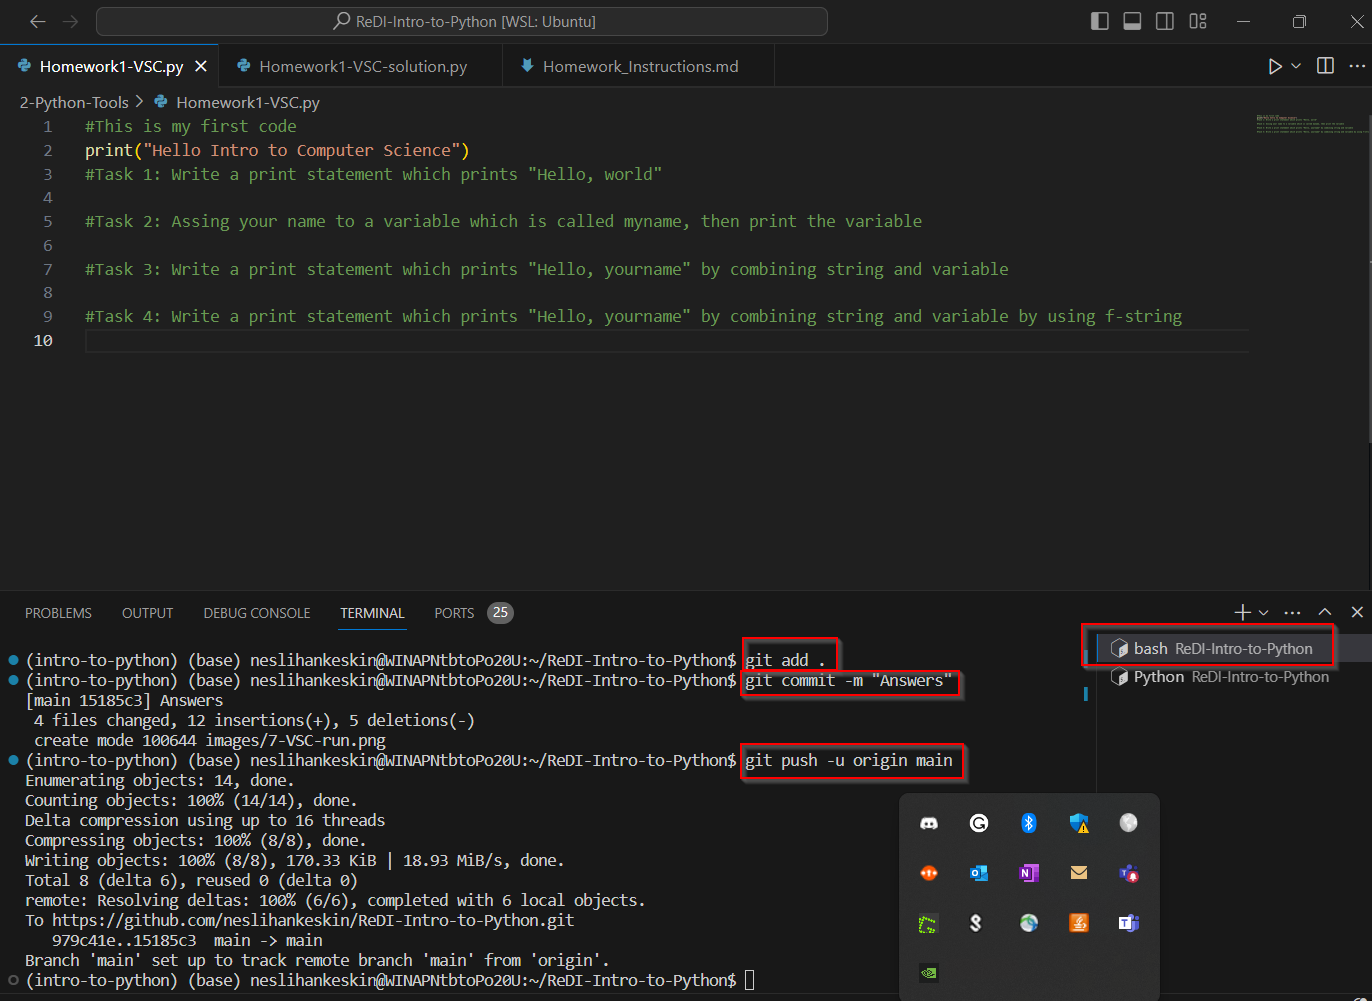 ReDI-Intro-to-Python [WSL: Ubuntu]
Homework1-VSC.py
Homework1-VSC-solution.py
Homework_Instructions.md
2-Python-Tools > Homework1-VSC.py
1 #This is my first code
2 print("Hello Intro to Computer Science")
3 #Task 1: Write a print statement which prints "Hello, world"
4
5 #Task 2: Assing your name to a variable which is called myname, then print the variable
6
7 #Task 3: Write a print statement which prints "Hello, yourname" by combining string and variable
8
9 #Task 4: Write a print statement which prints "Hello, yourname" by combining string and variable by using f-string
10
PROBLEMS OUTPUT DEBUG CONSOLE TERMINAL PORTS 25
bash ReDI-Intro-to-Python
Python ReDI-Intro-to-Python
(intro-to-python) (base) neslihankeskin@WINAPNtbtoPo20U:~/ReDI-Intro-to-Python$ git add .
(intro-to-python) (base) neslihankeskin@WINAPNtbtoPo20U:~/ReDI-Intro-to-Python$ git commit -m "Answers"
[main 15185c3] Answers
4 files changed, 12 insertions(+), 5 deletions(-)
create mode 100644 images/7-VSC-run.png
(intro-to-python) (base) neslihankeskin@WINAPNtbtoPo20U:~/ReDI-Intro-to-Python$ git push -u origin main
Enumerating objects: 14, done.
Counting objects: 100% (14/14), done.
Delta compression using up to 16 threads
Compressing objects: 100% (8/8), done.
Writing objects: 100% (8/8), 170.33 KiB | 18.93 MiB/s, done.
Total 8 (delta 6), reused 0 (delta 0)
remote: Resolving deltas: 100% (6/6), completed with 6 local objects.
To https://github.com/neslihankeskin/ReDI-Intro-to-Python.git
979c41e..15185c3 main -> main
Branch 'main' set up to track remote branch 'main' from 'origin'.
(intro-to-python) (base) neslihankeskin@WINAPNtbtoPo20U:~/ReDI-Intro-to-Python$